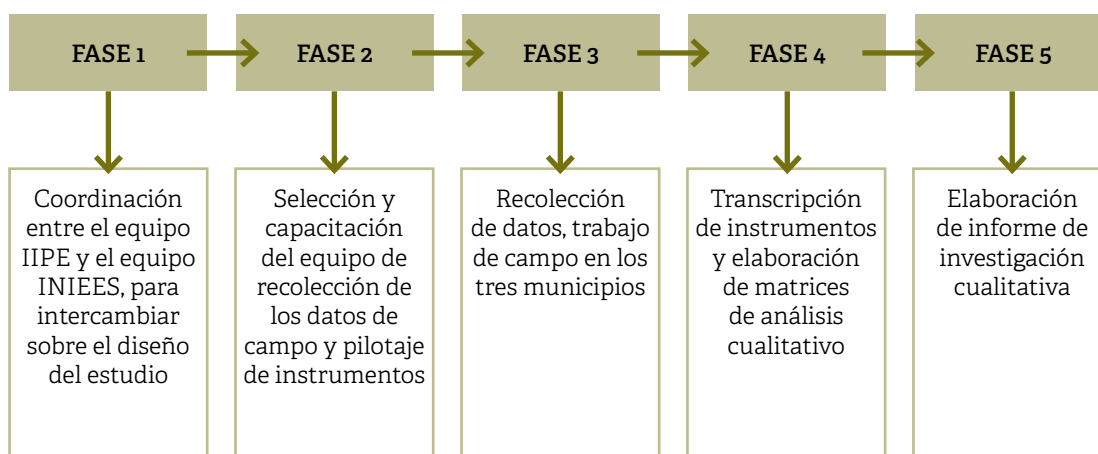 FASE 1
FASE 2
FASE 3
FASE 4
FASE 5
Coordinación
entre el equipo
IIPE y el equipo
INIEES, para
intercambiar
sobre el diseño
del estudio
Selección y
capacitación
del equipo de
recolección de
los datos de
campo y pilotaje
de instrumentos
Recolección
de datos, trabajo
de campo en los
tres municipios
Transcripción
de instrumentos
y elaboración
de matrices
de análisis
cualitativo
Elaboración
de informe de
investigación
cualitativa